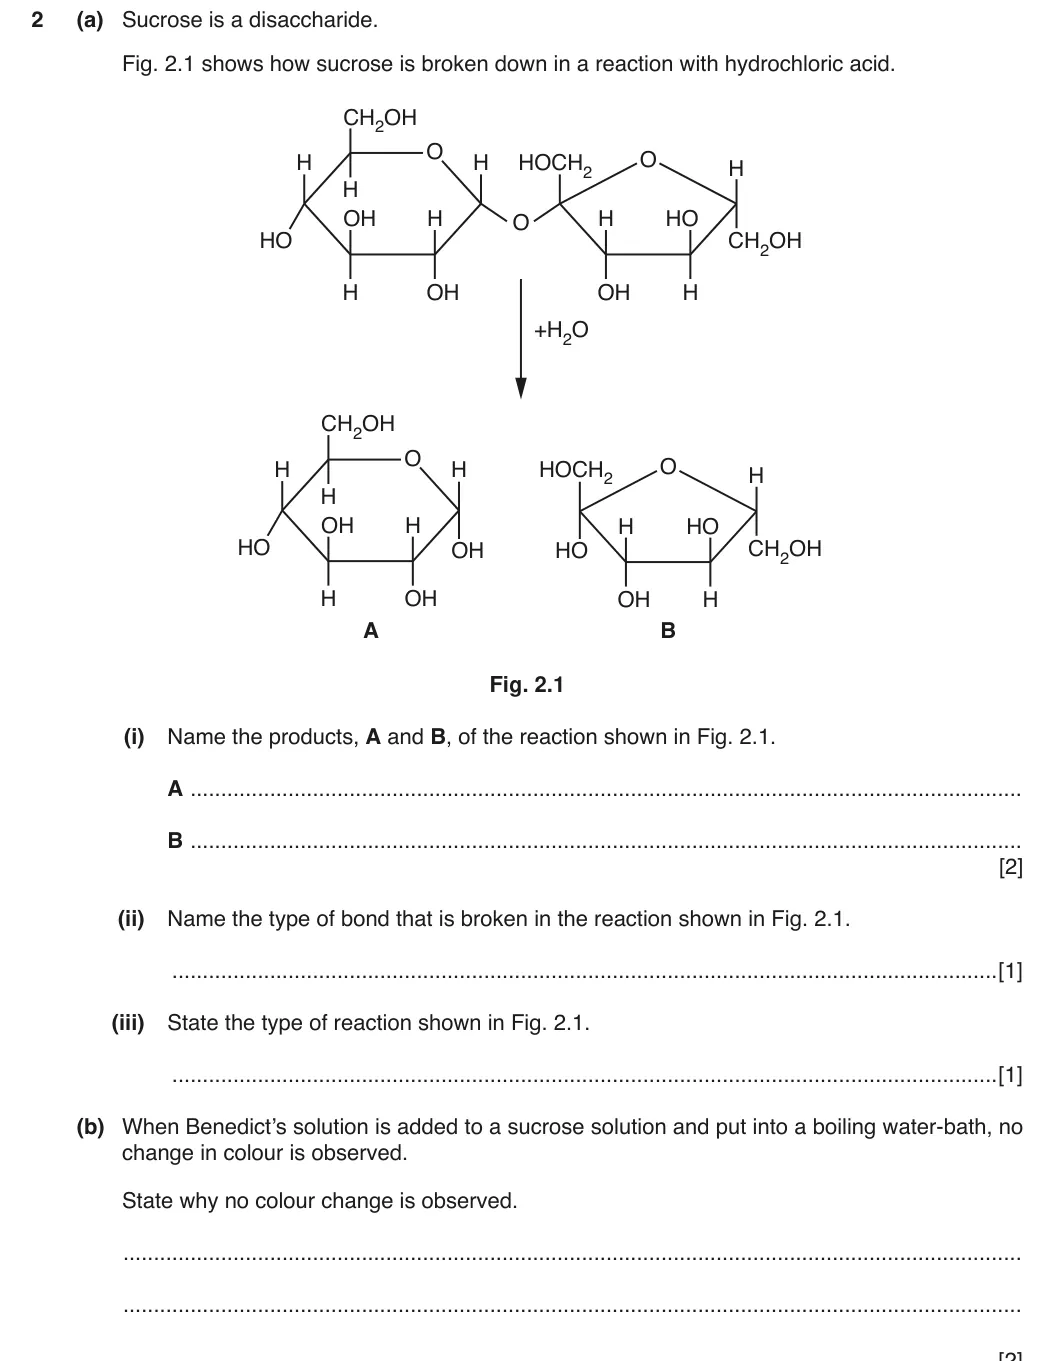 2 (a) Sucrose is a disaccharide.
Fig. 2.1 shows how sucrose is broken down in a reaction with hydrochloric acid.
CH2OH
H O H HOCH2 O H
H
OH H H HO
HO O CH2OH
H OH OH H
+H2O
CH2OH
H O H HOCH2 O H
H
OH H H HO
HO OH HO CH2OH
H OH OH H
A B
Fig. 2.1
(i) Name the products, A and B, of the reaction shown in Fig. 2.1.
A ..........
B ..........
[2]
(ii) Name the type of bond that is broken in the reaction shown in Fig. 2.1.
..........[1]
(iii) State the type of reaction shown in Fig. 2.1.
..........[1]
(b) When Benedict's solution is added to a sucrose solution and put into a boiling water-bath, no
change in colour is observed.
State why no colour change is observed.
..........
..........